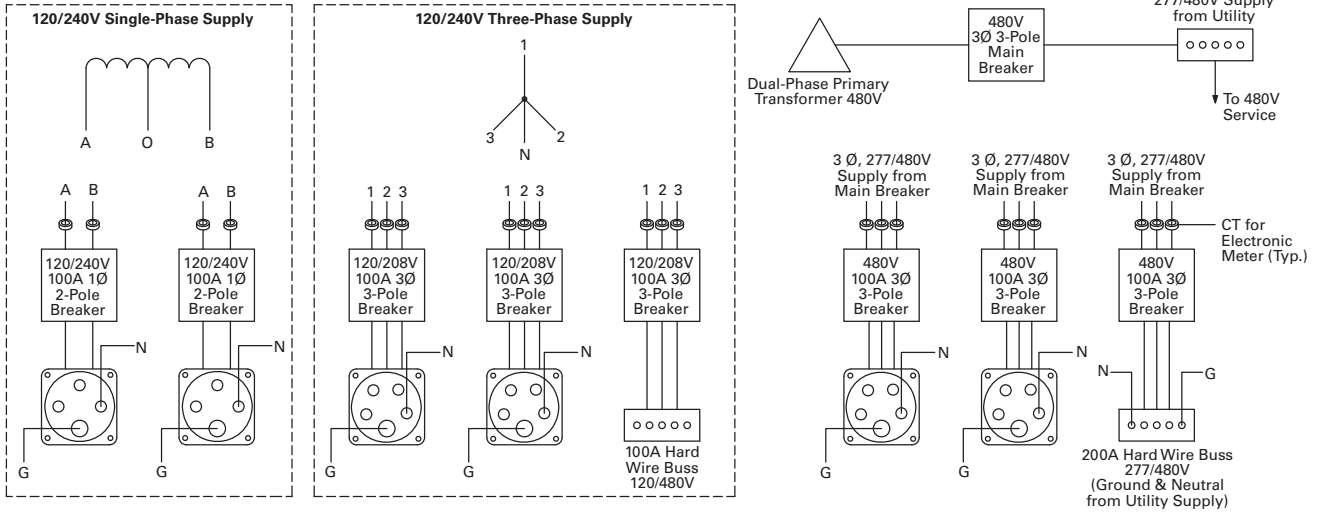 120/240V Single-Phase Supply
A
O
B
A B
A B
120/240V
100A 1Ø
2-Pole
Breaker
120/240V
100A 1Ø
2-Pole
Breaker
N
N
G
G
120/240V Three-Phase Supply
1
3
2
N
1 2 3
1 2 3
1 2 3
120/208V
100A 3Ø
3-Pole
Breaker
120/208V
100A 3Ø
3-Pole
Breaker
120/208V
100A 3Ø
3-Pole
Breaker
N
N
G
G
100A Hard
Wire Buss
120/480V
Dual-Phase Primary
Transformer 480V
480V
3Ø 3-Pole
Main
Breaker
277/480V Supply
from Utility
To 480V
Service
3 Ø, 277/480V
Supply from
Main Breaker
3 Ø, 277/480V
Supply from
Main Breaker
3 Ø, 277/480V
Supply from
Main Breaker
CT for
Electronic
Meter (Typ.)
480V
100A 3Ø
3-Pole
Breaker
480V
100A 3Ø
3-Pole
Breaker
480V
100A 3Ø
3-Pole
Breaker
N
N
N
G
G
G
200A Hard Wire Buss
277/480V
(Ground & Neutral
from Utility Supply)